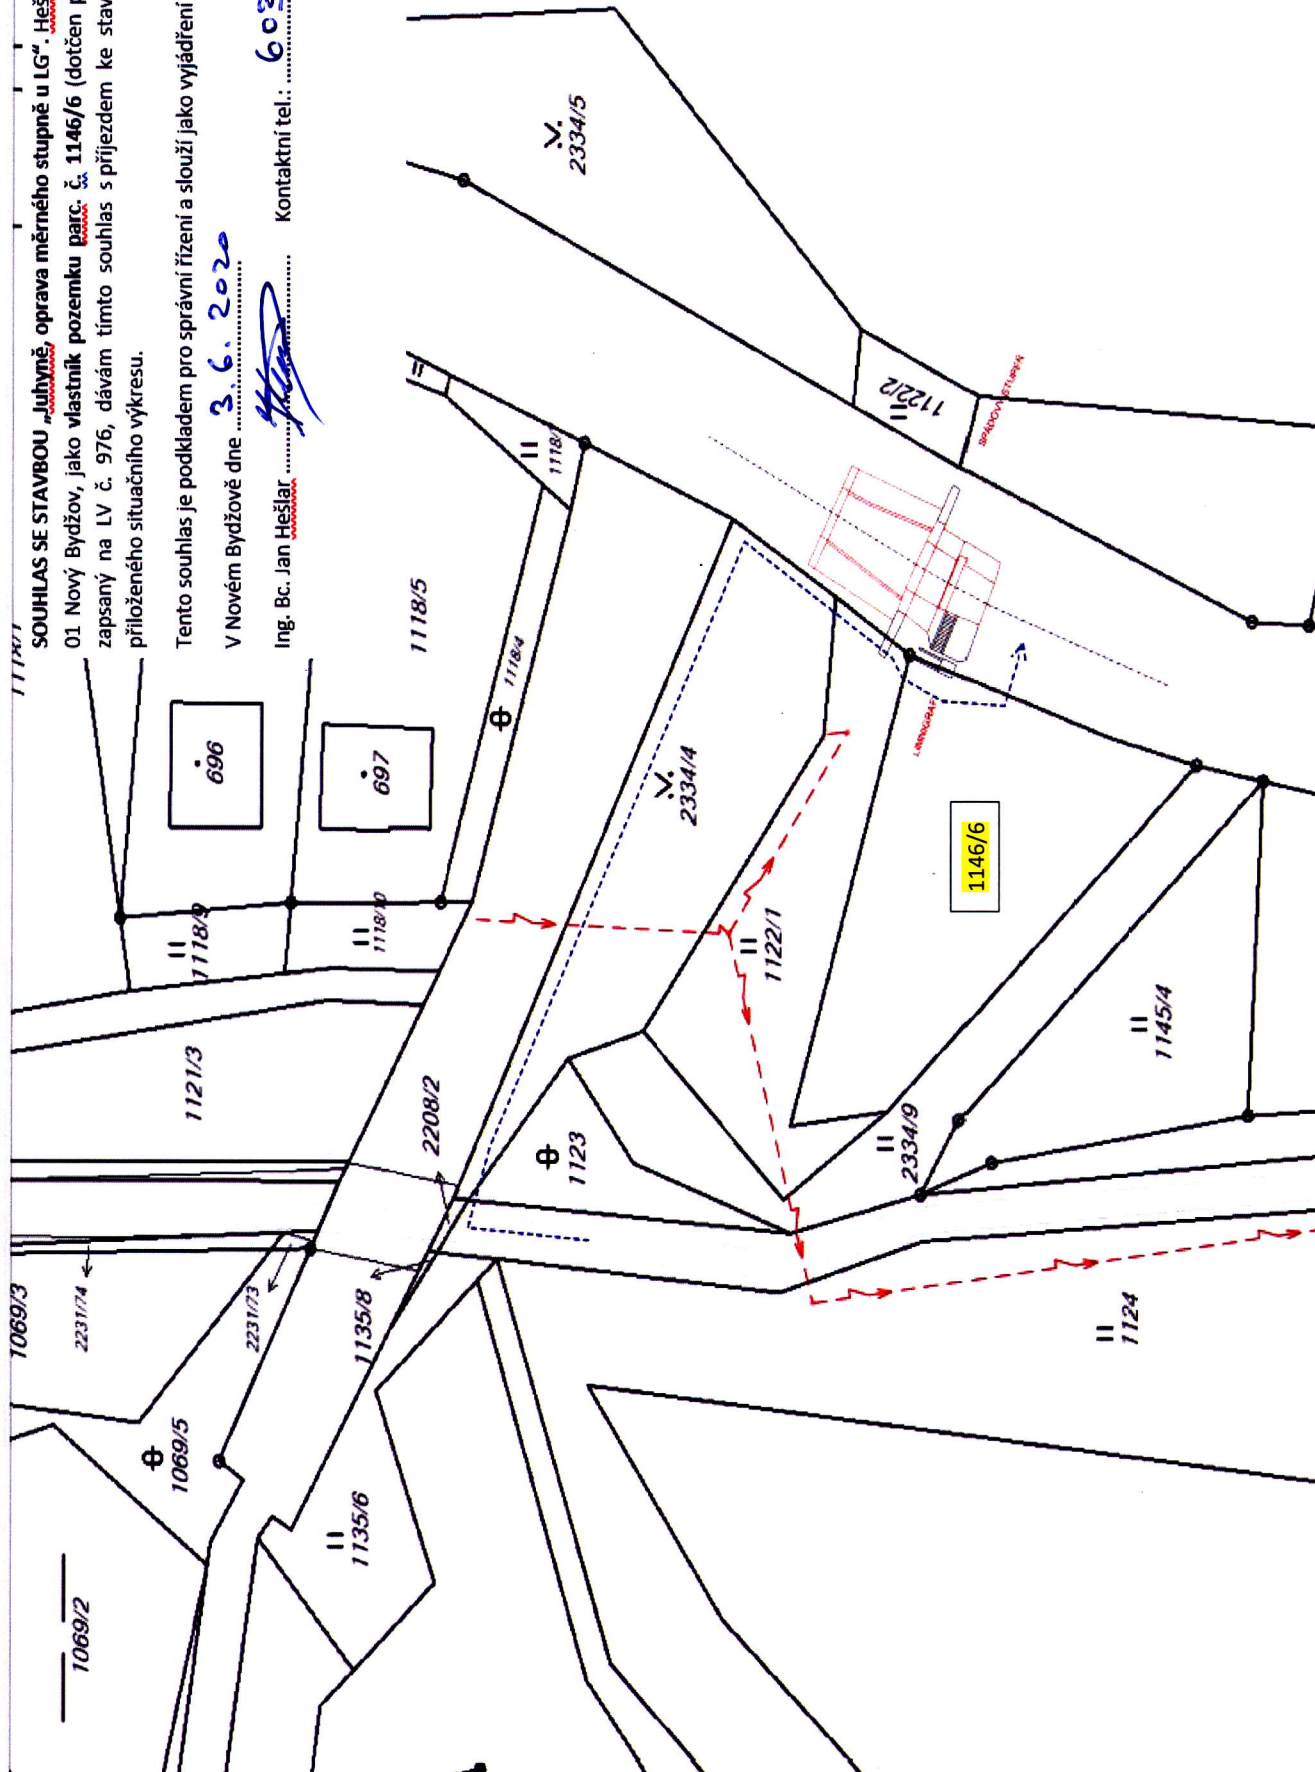 SOUHLAS SE STAVBOU „Juhyně, oprava měrného stupně u LG“. Heš
01 Nový Bydžov, jako vlastník pozemku parc. č. 1146/6 (dotčen p
zapsaný na LV č. 976, dávám tímto souhlas s příjezdem ke stav
přiloženého situačního výkresu.
Tento souhlas je podkladem pro správní řízení a slouží jako vyjádření
V Novém Bydžově dne 3. 6. 2020
Ing. Bc. Jan Hešlar Kontaktní tel.: 603
1069/2
1069/3
2231/74
1069/5
2231/73
1135/8
1135/6
1121/3
2208/2
1118/9
1118/10
696
697
1118/5
1118/4
1118/
2334/5
1122/2
SPÁDOVÝ STUPEŇ
2334/4
LIMNIGRAF
1123
1122/1
1146/6
2334/9
1145/4
1124